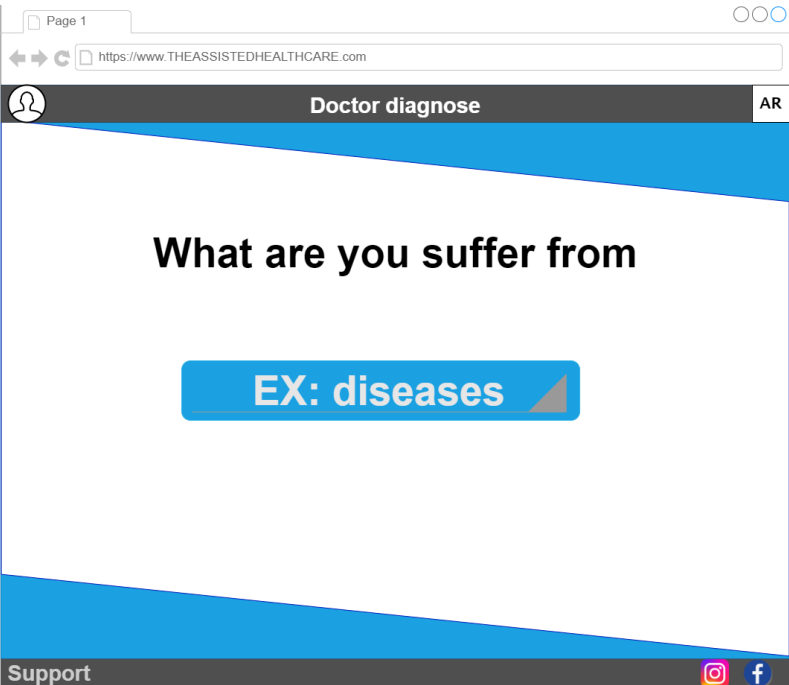 Page 1
https://www.THEASSISTEDHEALTHCARE.com
Doctor diagnose
AR
What are you suffer from
EX: diseases
Support